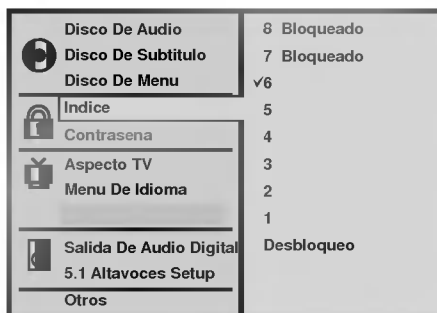 Disco De Audio
Disco De Subtitulo
Disco De Menu
Indice
Contrasena
Aspecto TV
Menu De Idioma
Salida De Audio Digital
5.1 Altavoces Setup
Otros
8 Bloqueado
7 Bloqueado
✓6
5
4
3
2
1
Desbloqueo